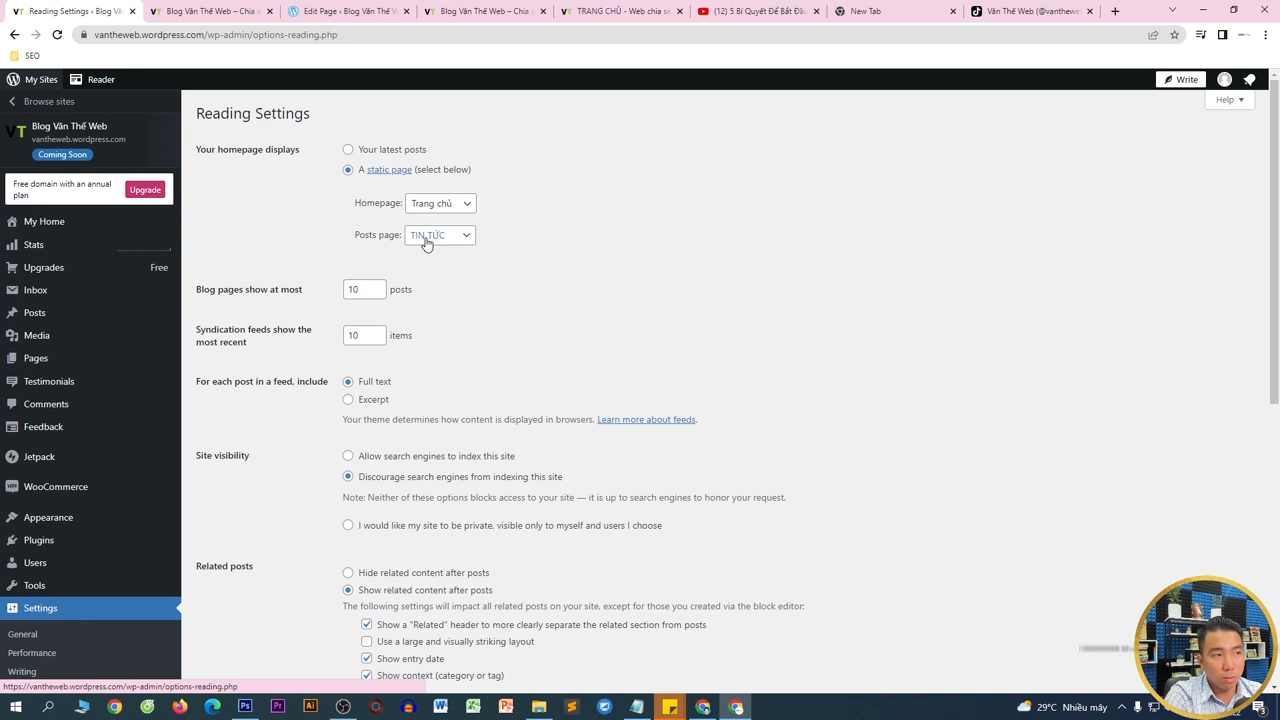 Reading Settings ‹ Blog Vă
Blog Văn Thế Web – Chia s
Edit Page ‹ Blog Văn Thế W
Blog Văn Thế Web – Chia s
TRANG CHỦ - Web chia sẻ
(12) 5 Bí Quyết Để Bắt Đầu
New Tab
Văn Thế Web (@vanthewe
vantheweb.wordpress.com/wp-admin/options-reading.php
SEO
My Sites
Reader
Write
Browse sites
Help
VT
Blog Văn Thế Web
vantheweb.wordpress.com
Coming Soon
Free domain with an annual
plan
Upgrade
My Home
Stats
Upgrades
Free
Inbox
Posts
Media
Pages
Testimonials
Comments
Feedback
Jetpack
WooCommerce
Appearance
Plugins
Users
Tools
Settings
General
Performance
Writing
Reading Settings
Your homepage displays
Your latest posts
A static page (select below)
Homepage: Trang chủ
Posts page: TIN TỨC
Blog pages show at most
10 posts
Syndication feeds show the
most recent
10 items
For each post in a feed, include
Full text
Excerpt
Your theme determines how content is displayed in browsers. Learn more about feeds.
Site visibility
Allow search engines to index this site
Discourage search engines from indexing this site
Note: Neither of these options blocks access to your site — it is up to search engines to honor your request.
I would like my site to be private, visible only to myself and users I choose
Related posts
Hide related content after posts
Show related content after posts
The following settings will impact all related posts on your site, except for those you created via the block editor:
Show a "Related" header to more clearly separate the related section from posts
Use a large and visually striking layout
Show entry date
Show context (category or tag)
https://vantheweb.wordpress.com/wp-admin/options-reading.php
29°C Nhiều mây